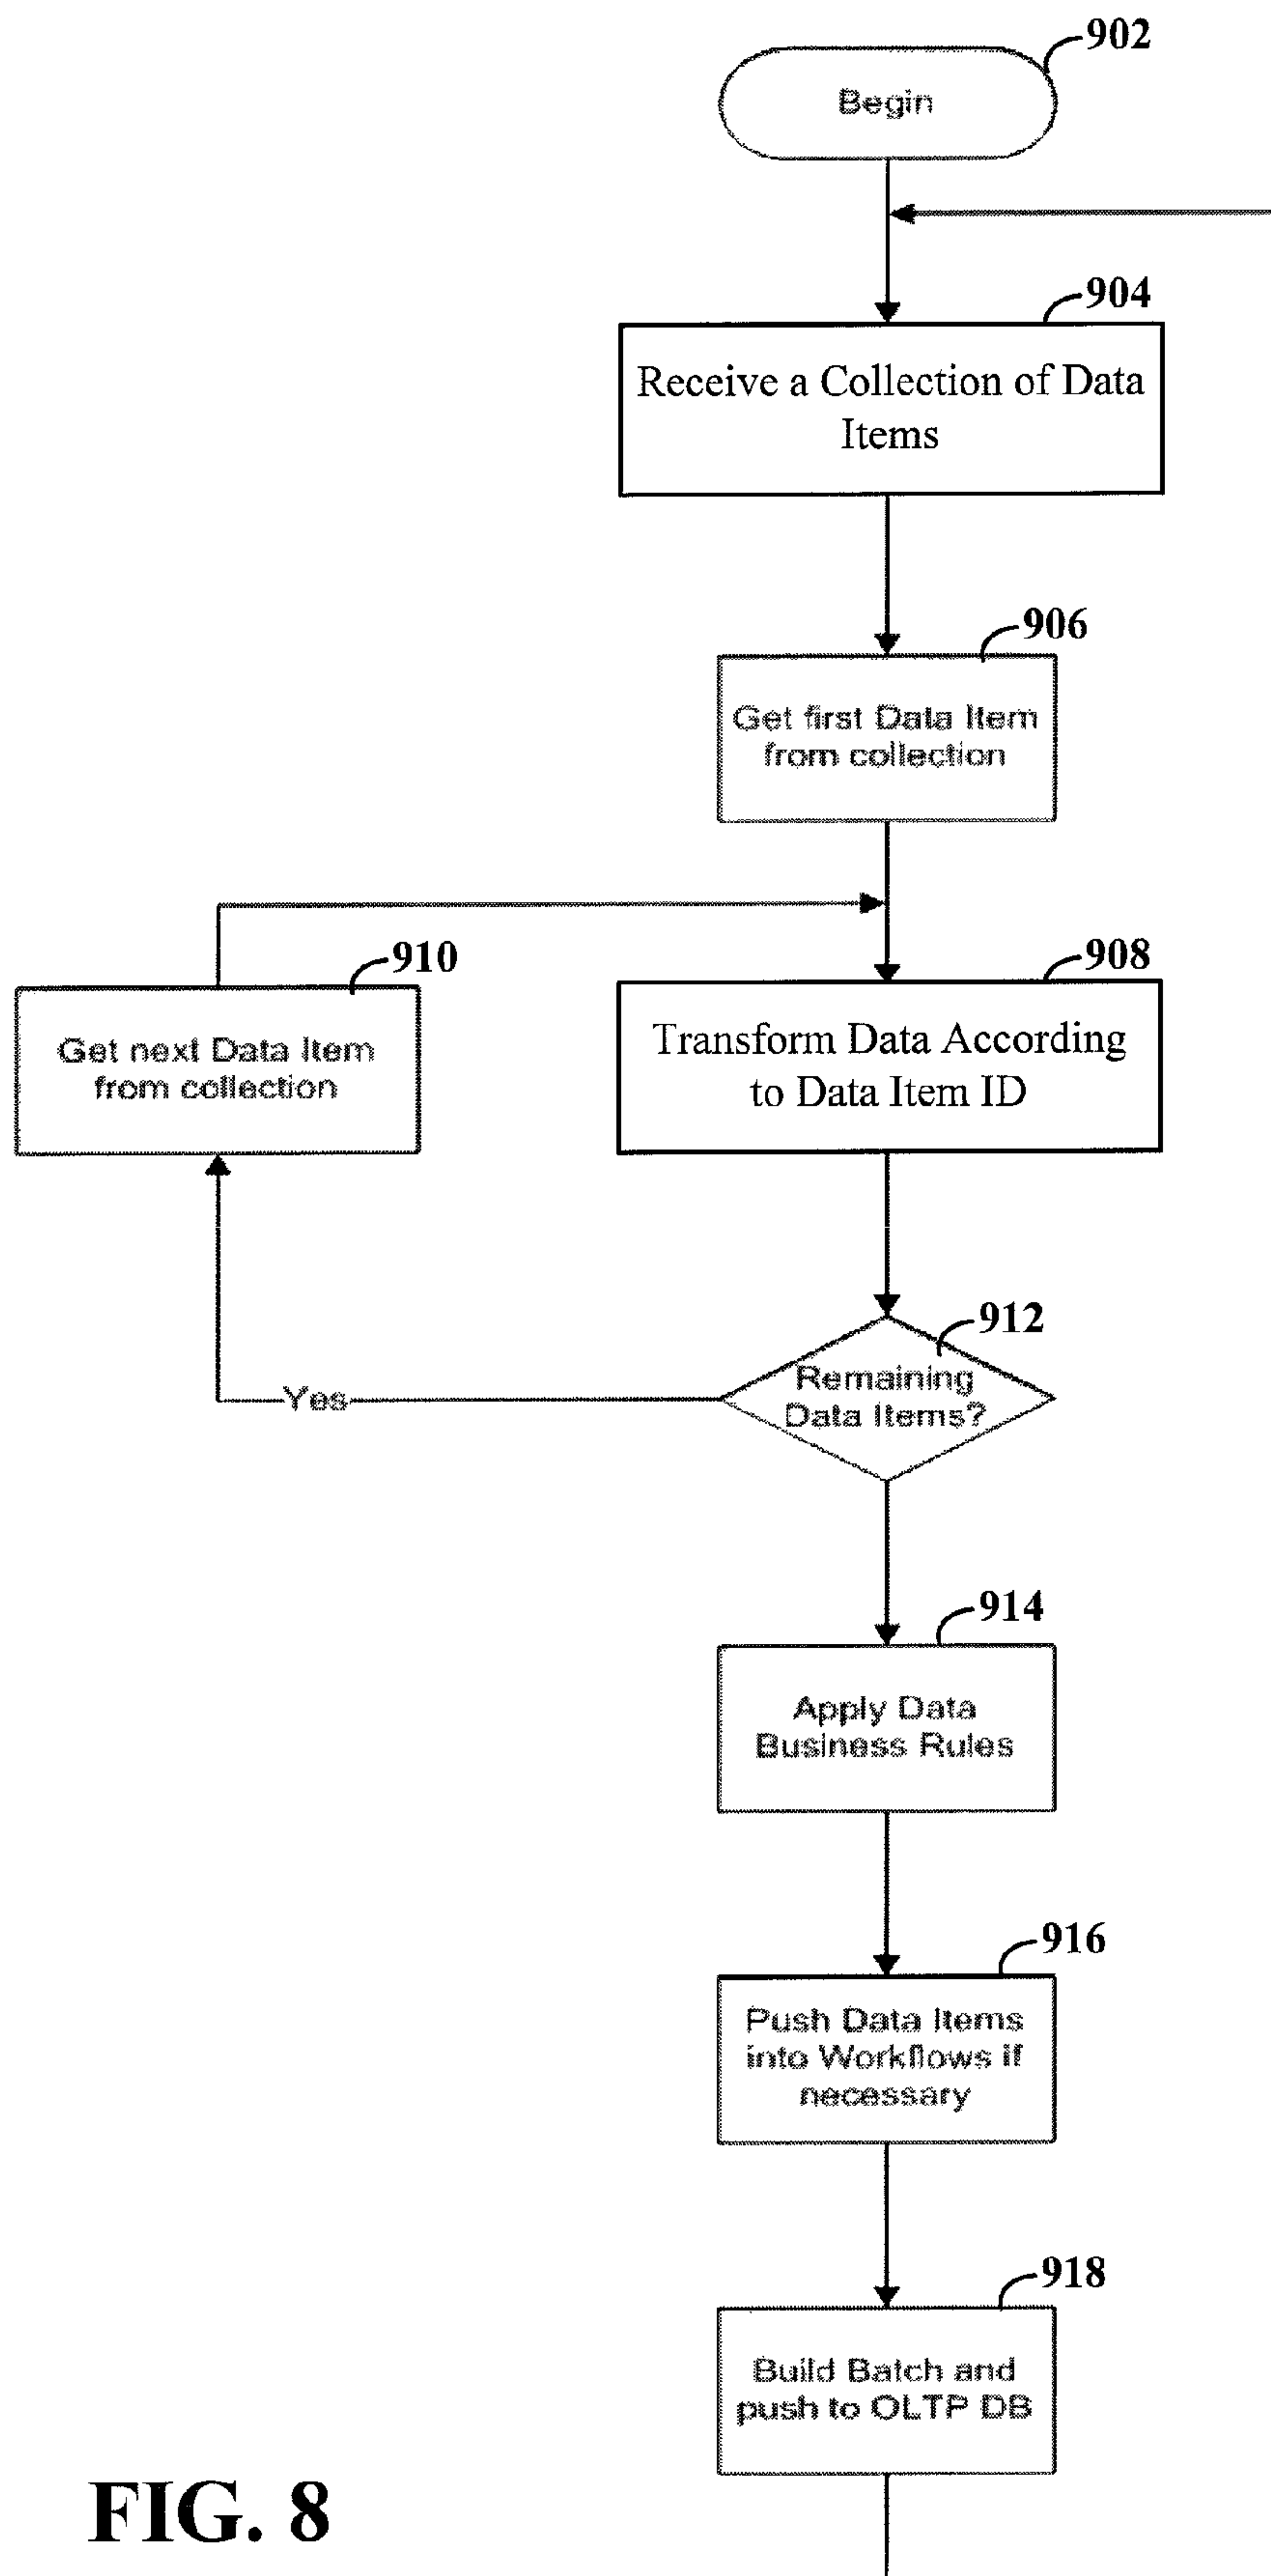 902
Begin
904
Receive a Collection of Data
Items
906
Get first Data Item
from collection
910
Get next Data Item
from collection
908
Transform Data According
to Data Item ID
912
Remaining
Data Items?
Yes
914
Apply Data
Business Rules
916
Push Data Items
into Workflows if
necessary
918
Build Batch and
push to OLTP DB
FIG. 8